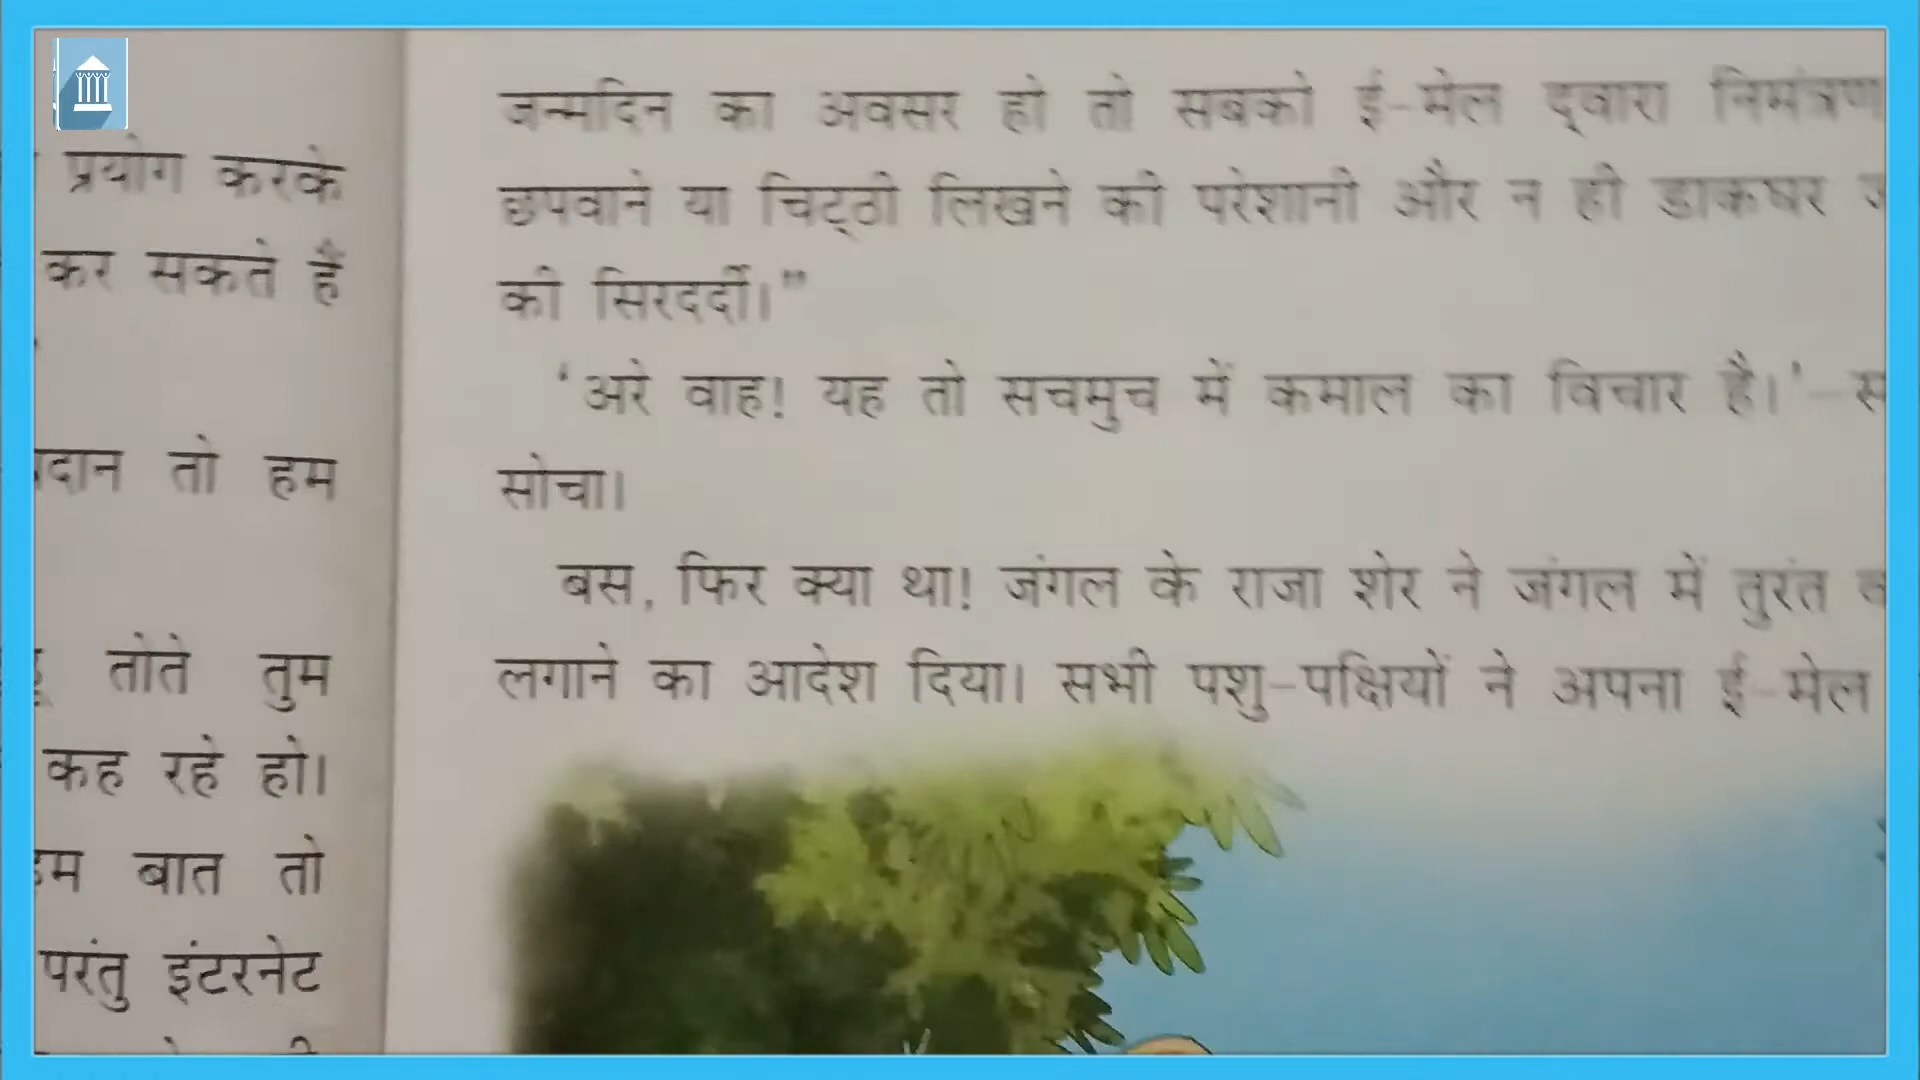 प्रयोग करके
कर सकते हैं
तो हम
तोते तुम
कह रहे हो।
बात तो
परंतु इंटरनेट
जन्मदिन का अवसर हो तो सबको ई-मेल द्वारा निमंत्रण
छपवाने या चिट्ठी लिखने की परेशानी और न ही डाकघर
की सिरदर्दी।”
‘अरे वाह! यह तो सचमुच में कमाल का विचार है।’–
सोचा।
बस, फिर क्या था! जंगल के राजा शेर ने जंगल में तुरंत
लगाने का आदेश दिया। सभी पशु-पक्षियों ने अपना ई-मेल